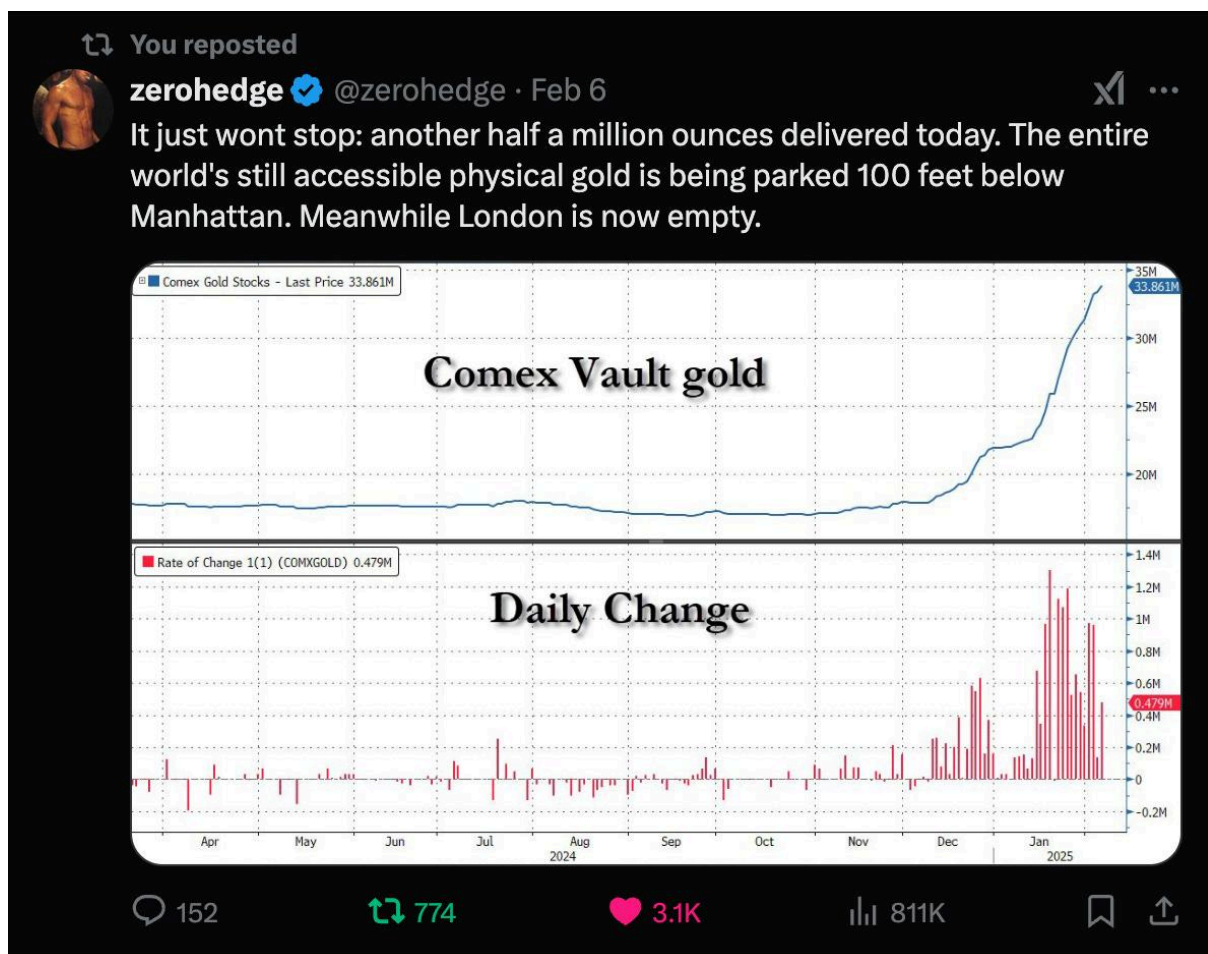 You reposted
zerohedge @zerohedge · Feb 6
It just wont stop: another half a million ounces delivered today. The entire
world's still accessible physical gold is being parked 100 feet below
Manhattan. Meanwhile London is now empty.
Comex Gold Stocks - Last Price 33.861M
35M
33.861M
Comex Vault gold
30M
25M
20M
Rate of Change 1(1) (COMXGOLD) 0.479M
Daily Change
1.4M
1.2M
1M
0.8M
0.6M
0.479M
0.4M
0.2M
0
-0.2M
Apr May Jun Jul Aug Sep Oct Nov Dec Jan
2024 2025
152 774 3.1K 811K